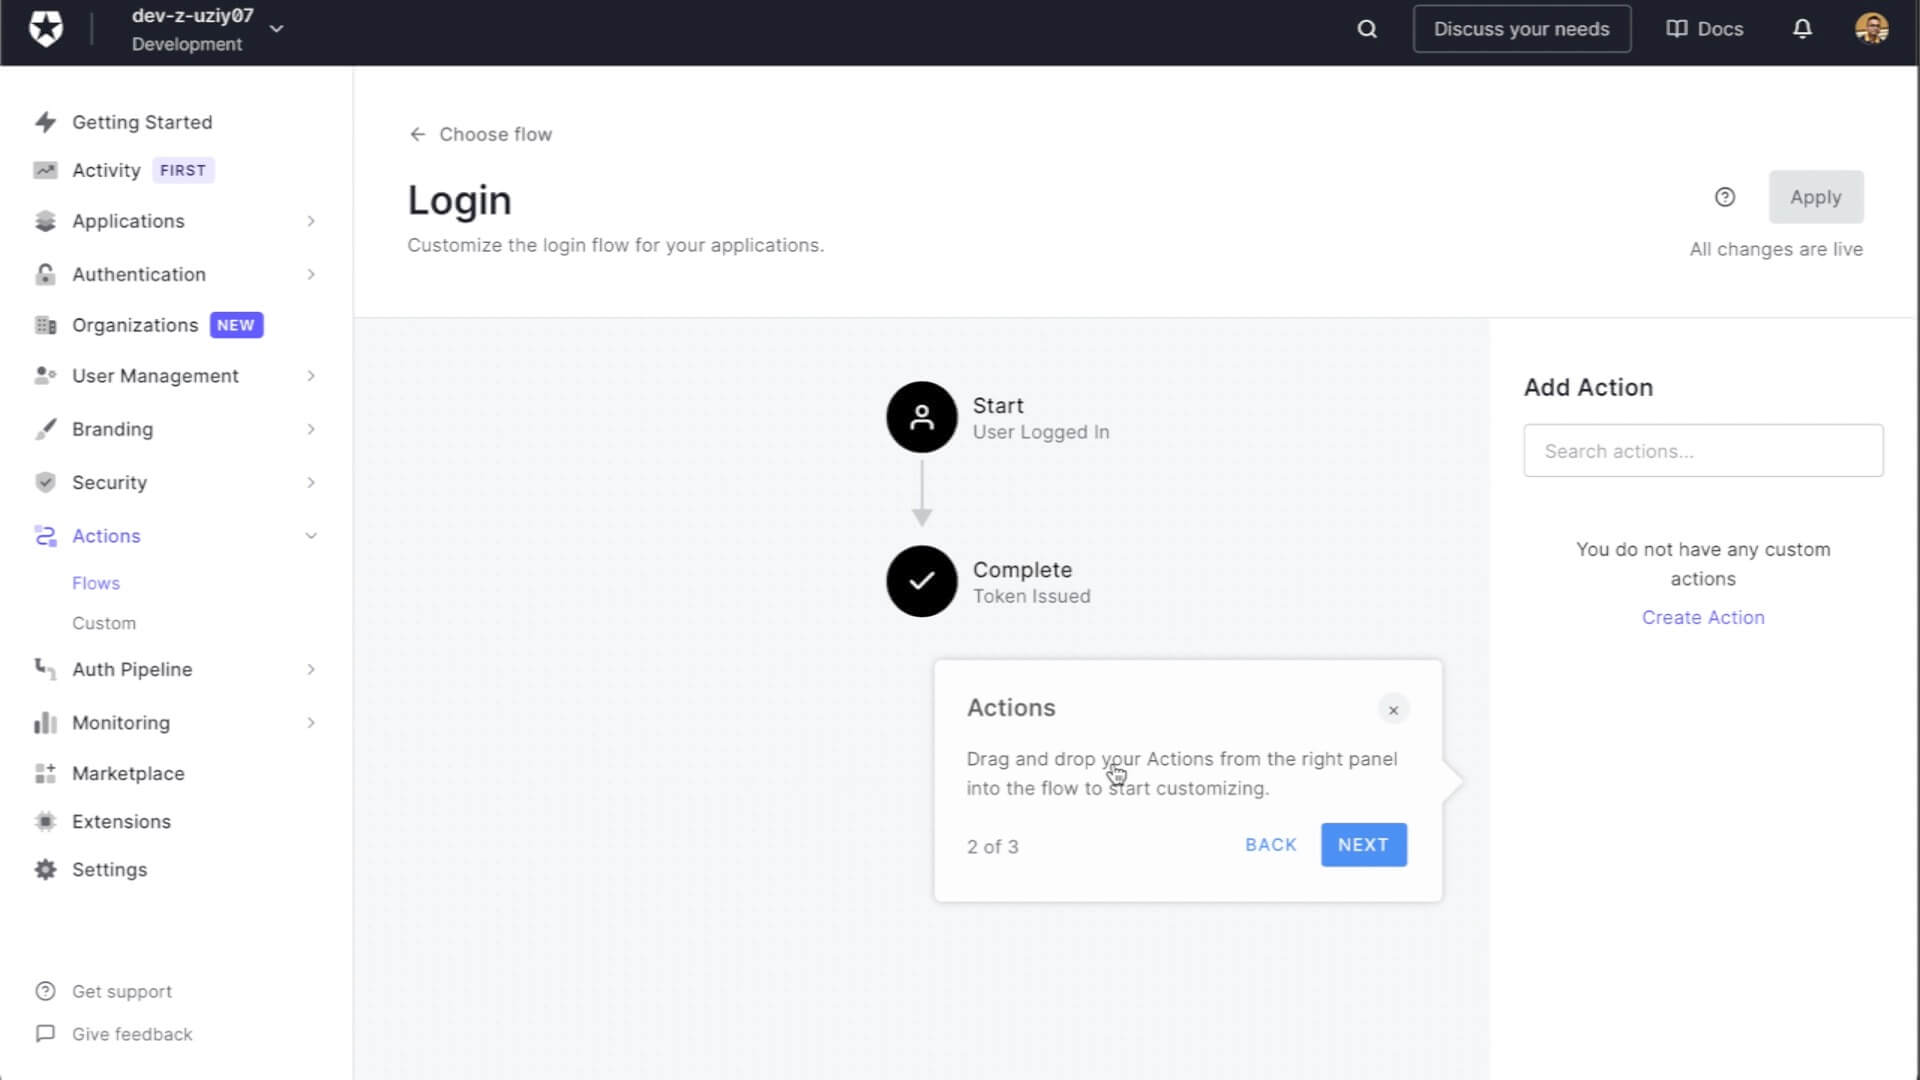 dev-z-uziy07
Development
Discuss your needs
Docs
Getting Started
Activity FIRST
Applications
Authentication
Organizations NEW
User Management
Branding
Security
Actions
Flows
Custom
Auth Pipeline
Monitoring
Marketplace
Extensions
Settings
Get support
Give feedback
Choose flow
Login
Customize the login flow for your applications.
Apply
All changes are live
Start
User Logged In
Complete
Token Issued
Actions
Drag and drop your Actions from the right panel
into the flow to start customizing.
2 of 3
BACK
NEXT
Add Action
Search actions...
You do not have any custom
actions
Create Action